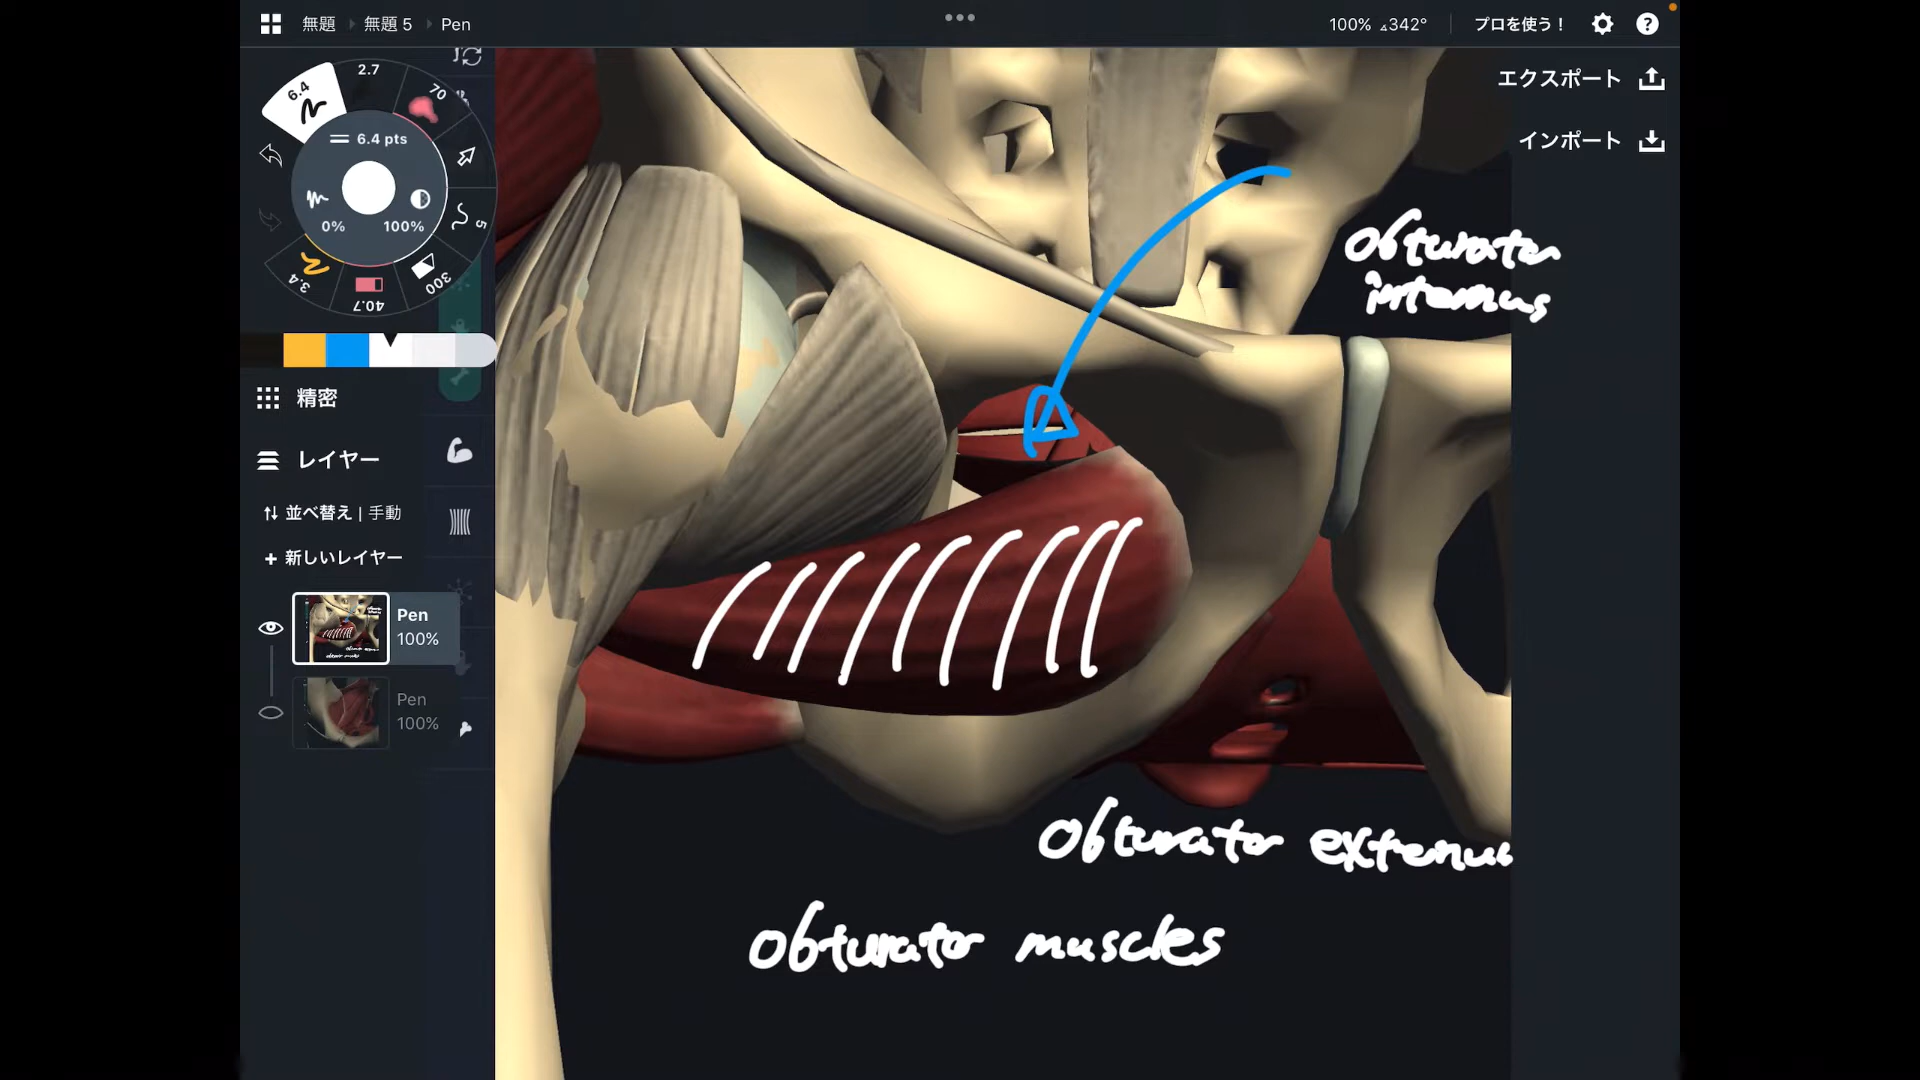 無題 無題 5 Pen
100% ⊿342°
プロを使う！
エクスポート
インポート
2.7
6.4
70
6.4 pts
0% 100%
5
300
40.7
3.4
精密
レイヤー
並べ替え | 手動
+ 新しいレイヤー
Pen
100%
Pen
100%
Obturator
internus
Obturator externus
Obturator muscles